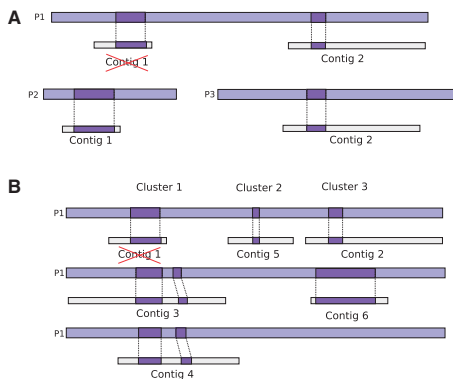 A
P1
Contig 1
Contig 2
P2
P3
Contig 1
Contig 2
B
Cluster 1
Cluster 2
Cluster 3
P1
Contig 1
Contig 5
Contig 2
P1
Contig 3
Contig 6
P1
Contig 4